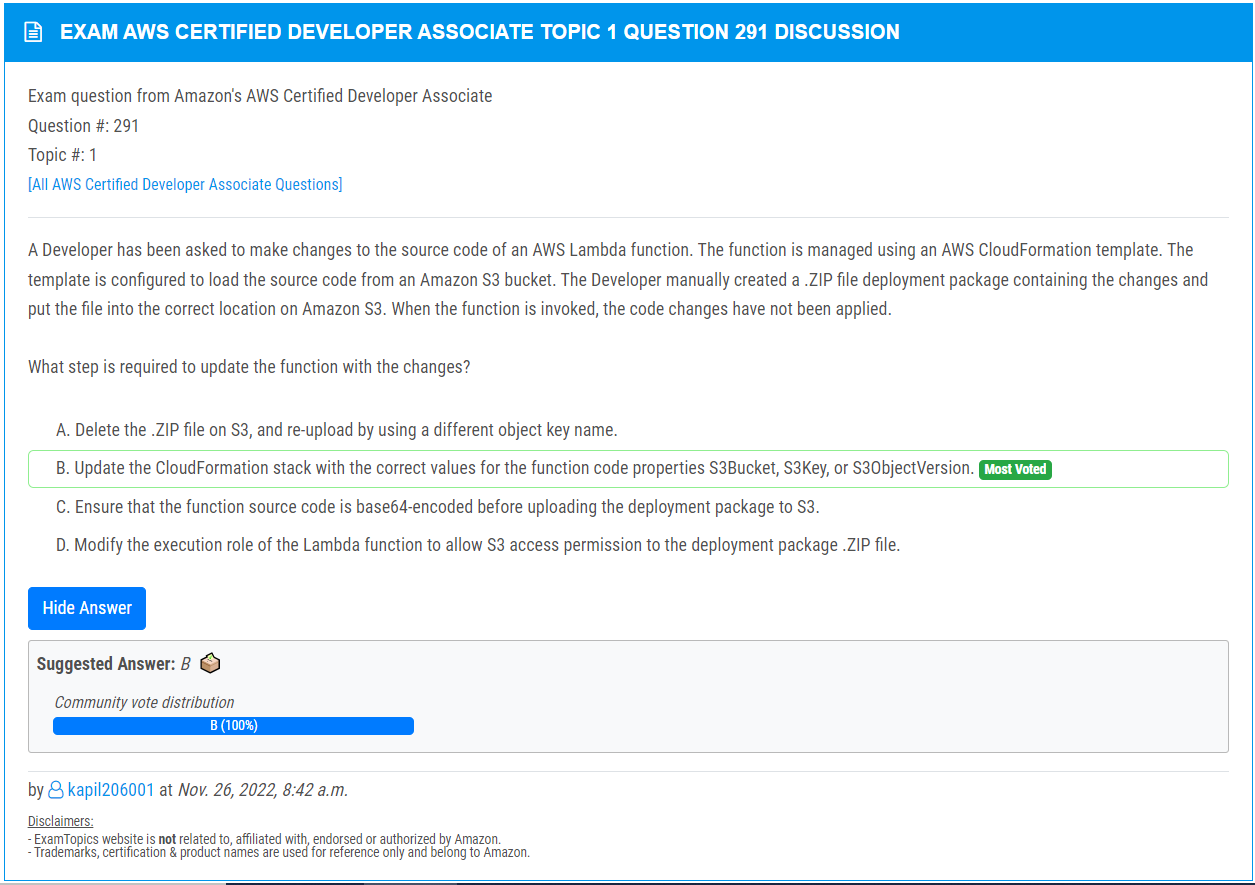 EXAM AWS CERTIFIED DEVELOPER ASSOCIATE TOPIC 1 QUESTION 291 DISCUSSION
Exam question from Amazon's AWS Certified Developer Associate
Question #: 291
Topic #: 1
[All AWS Certified Developer Associate Questions]
A Developer has been asked to make changes to the source code of an AWS Lambda function. The function is managed using an AWS CloudFormation template. The
template is configured to load the source code from an Amazon S3 bucket. The Developer manually created a .ZIP file deployment package containing the changes and
put the file into the correct location on Amazon S3. When the function is invoked, the code changes have not been applied.
What step is required to update the function with the changes?
A. Delete the .ZIP file on S3, and re-upload by using a different object key name.
B. Update the CloudFormation stack with the correct values for the function code properties S3Bucket, S3Key, or S3ObjectVersion. Most Voted
C. Ensure that the function source code is base64-encoded before uploading the deployment package to S3.
D. Modify the execution role of the Lambda function to allow S3 access permission to the deployment package .ZIP file.
Hide Answer
Suggested Answer: B
Community vote distribution
B (100%)
by kapil206001 at Nov. 26, 2022, 8:42 a.m.
Disclaimers:
- ExamTopics website is not related to, affiliated with, endorsed or authorized by Amazon.
- Trademarks, certification & product names are used for reference only and belong to Amazon.